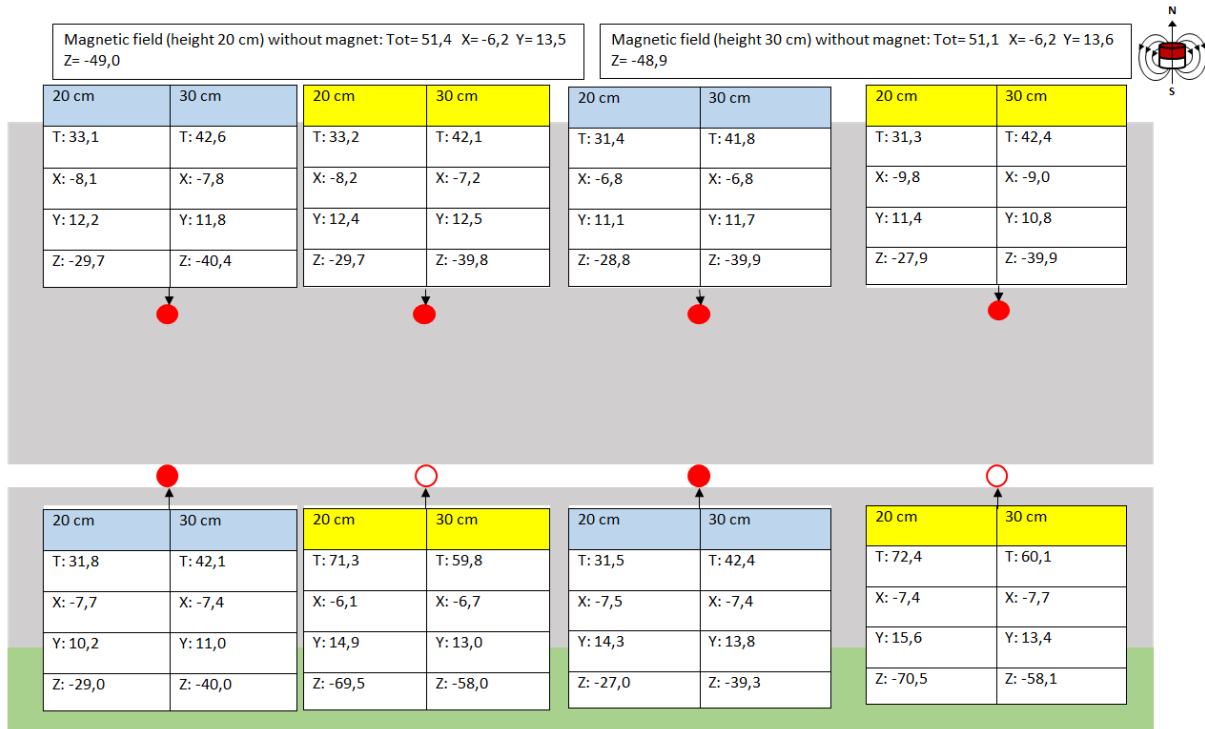 Magnetic field (height 20 cm) without magnet: Tot= 51,4 X= -6,2 Y= 13,5
Z= -49,0
Magnetic field (height 30 cm) without magnet: Tot= 51,1 X= -6,2 Y= 13,6
Z= -48,9
N
S
20 cm 30 cm
T: 33,1 T: 42,6
X: -8,1 X: -7,8
Y: 12,2 Y: 11,8
Z: -29,7 Z: -40,4
20 cm 30 cm
T: 33,2 T: 42,1
X: -8,2 X: -7,2
Y: 12,4 Y: 12,5
Z: -29,7 Z: -39,8
20 cm 30 cm
T: 31,4 T: 41,8
X: -6,8 X: -6,8
Y: 11,1 Y: 11,7
Z: -28,8 Z: -39,9
20 cm 30 cm
T: 31,3 T: 42,4
X: -9,8 X: -9,0
Y: 11,4 Y: 10,8
Z: -27,9 Z: -39,9
20 cm 30 cm
T: 31,8 T: 42,1
X: -7,7 X: -7,4
Y: 10,2 Y: 11,0
Z: -29,0 Z: -40,0
20 cm 30 cm
T: 71,3 T: 59,8
X: -6,1 X: -6,7
Y: 14,9 Y: 13,0
Z: -69,5 Z: -58,0
20 cm 30 cm
T: 31,5 T: 42,4
X: -7,5 X: -7,4
Y: 14,3 Y: 13,8
Z: -27,0 Z: -39,3
20 cm 30 cm
T: 72,4 T: 60,1
X: -7,4 X: -7,7
Y: 15,6 Y: 13,4
Z: -70,5 Z: -58,1